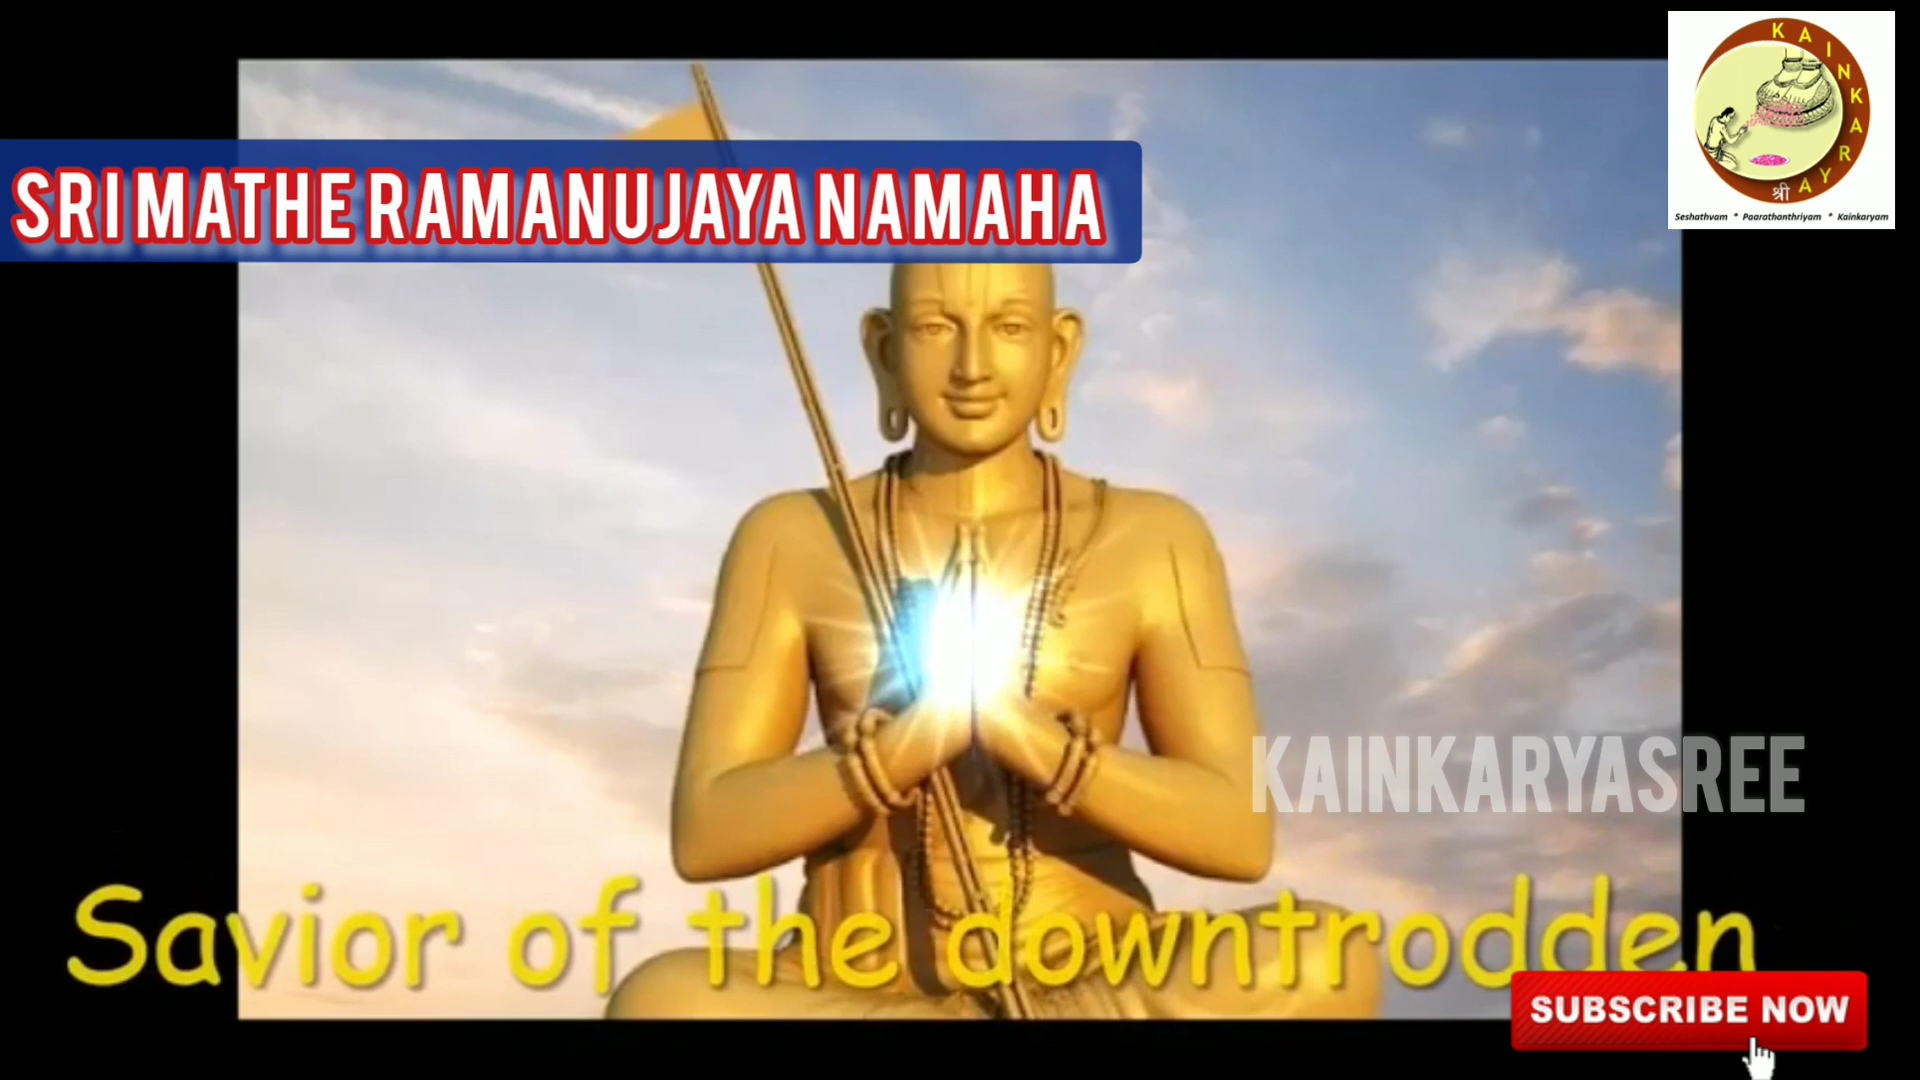 KAINKARYA
श्री
Seshathvam * Paarathanthriyam * Kainkaryam
SRI MATHE RAMANUJAYA NAMAHA
KAINKARYASREE
Savior of the downtrodden
SUBSCRIBE NOW